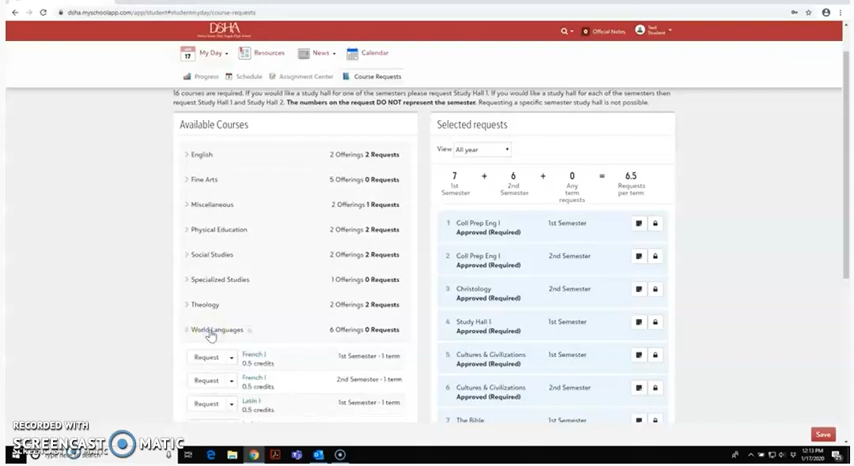 dsha.myschoolapp.com/app/student#studentmyday/course-requests
DSHA
0 Official Notes
Test Student
17 My Day
Resources
News
Calendar
Progress
Schedule
Assignment Center
Course Requests
16 courses are required. If you would like a study hall for one of the semesters please request Study Hall 1. If you would like a study hall for each of the semesters then
request Study Hall 1 and Study Hall 2. The numbers on the request DO NOT represent the semester. Requesting a specific semester study hall is not possible.
Available Courses
English 2 Offerings 2 Requests
Fine Arts 5 Offerings 0 Requests
Miscellaneous 2 Offerings 1 Requests
Physical Education 2 Offerings 2 Requests
Social Studies 2 Offerings 2 Requests
Specialized Studies 1 Offerings 0 Requests
Theology 2 Offerings 2 Requests
World Languages 6 Offerings 0 Requests
Request French I 1st Semester - 1 term
0.5 credits
Request French I 2nd Semester - 1 term
0.5 credits
Request Latin I 1st Semester - 1 term
0.5 credits
Selected requests
View All year
7 + 6 + 0 = 6.5
1st Semester
2nd Semester
Any term requests
Requests per term
1 Coll Prep Eng I 1st Semester
Approved (Required)
2 Coll Prep Eng I 2nd Semester
Approved (Required)
3 Christology 2nd Semester
Approved (Required)
4 Study Hall 1 1st Semester
Approved (Required)
5 Cultures & Civilizations 1st Semester
Approved (Required)
6 Cultures & Civilizations 2nd Semester
Approved (Required)
7 The Bible 1st Semester
Save
RECORDED WITH
SCREENCAST MATIC
12:13 PM
1/17/2020